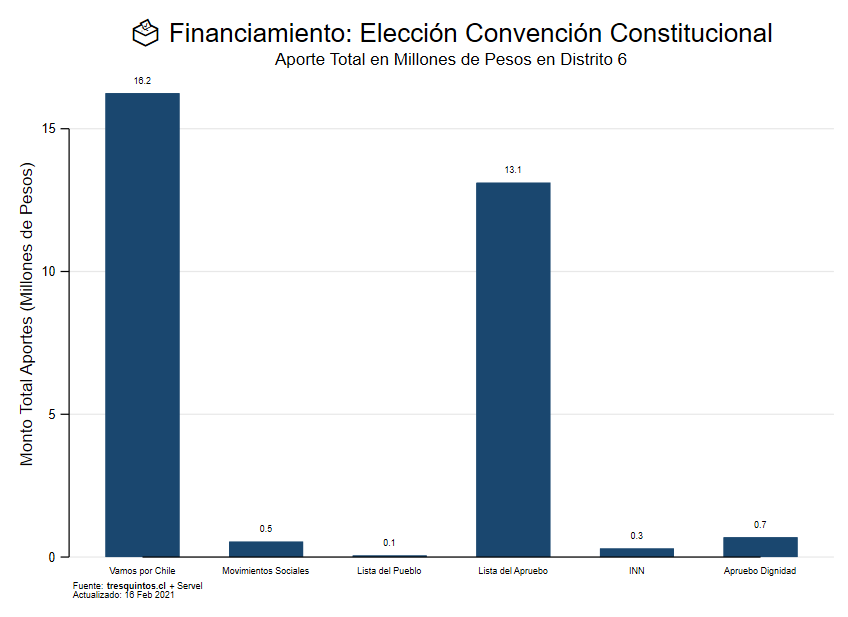 Financiamiento: Elección Convención Constitucional
Aporte Total en Millones de Pesos en Distrito 6
Monto Total Aportes (Millones de Pesos)
15
10
5
0
16.2
0.5
0.1
13.1
0.3
0.7
Vamos por Chile
Movimientos Sociales
Lista del Pueblo
Lista del Apruebo
INN
Apruebo Dignidad
Fuente: tresquintos.cl + Servel
Actualizado: 16 Feb 2021